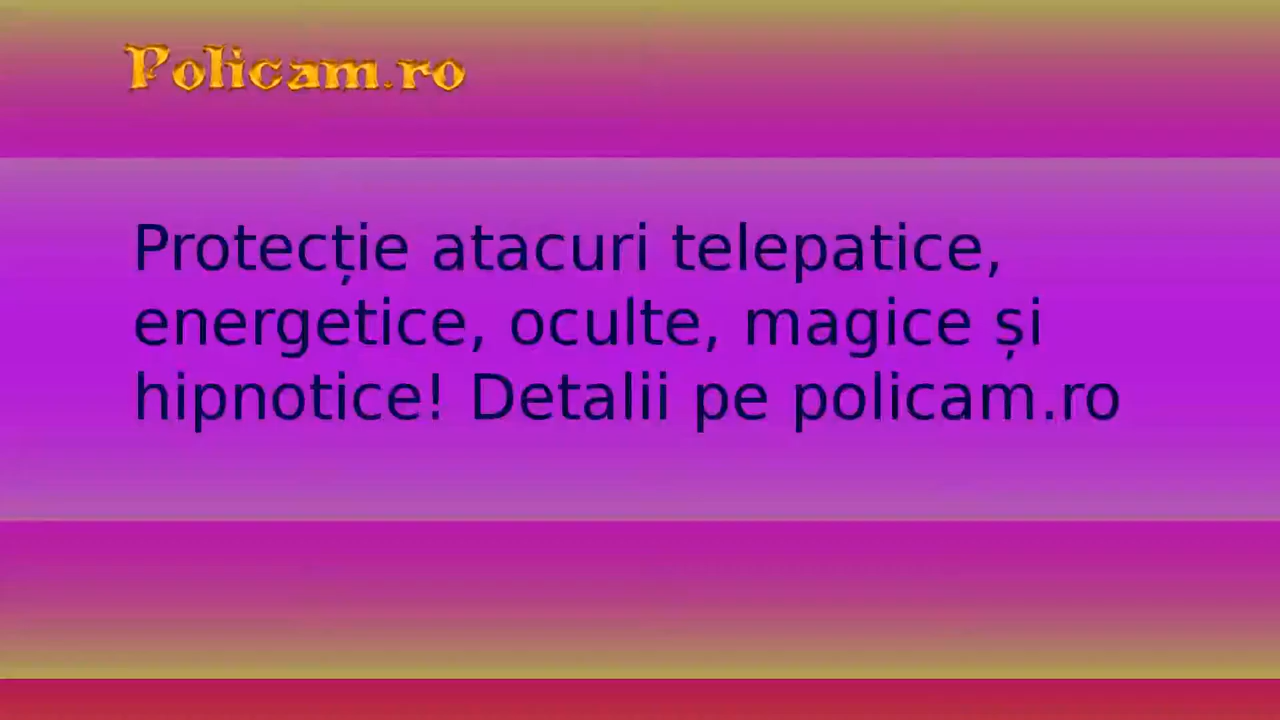 Policam.ro
Protecție atacuri telepatice,
energetice, oculte, magice și
hipnotice! Detalii pe policam.ro